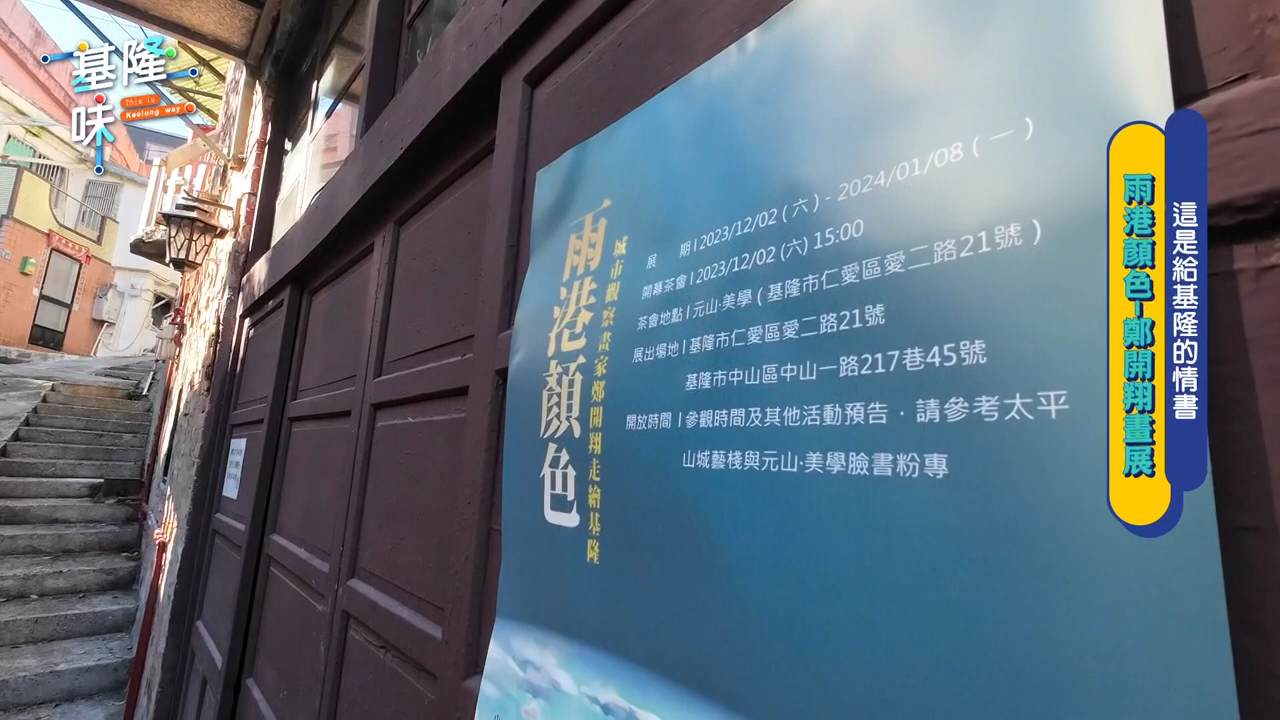 基隆
味
This is
Keelung way
雨港顏色
城市觀察畫家鄭開翔走繪基隆
展　　期 | 2023/12/02 ( 六 ) - 2024/01/08 ( 一 )
開幕茶會 | 2023/12/02 (六) 15:00
茶會地點 | 元山·美學 ( 基隆市仁愛區愛二路21號 )
展出場地 | 基隆市仁愛區愛二路21號
基隆市中山區中山一路217巷45號
開放時間 | 參觀時間及其他活動預告，請參考太平
山城藝棧與元山·美學臉書粉專
這是給基隆的情書
雨港顏色-鄭開翔畫展